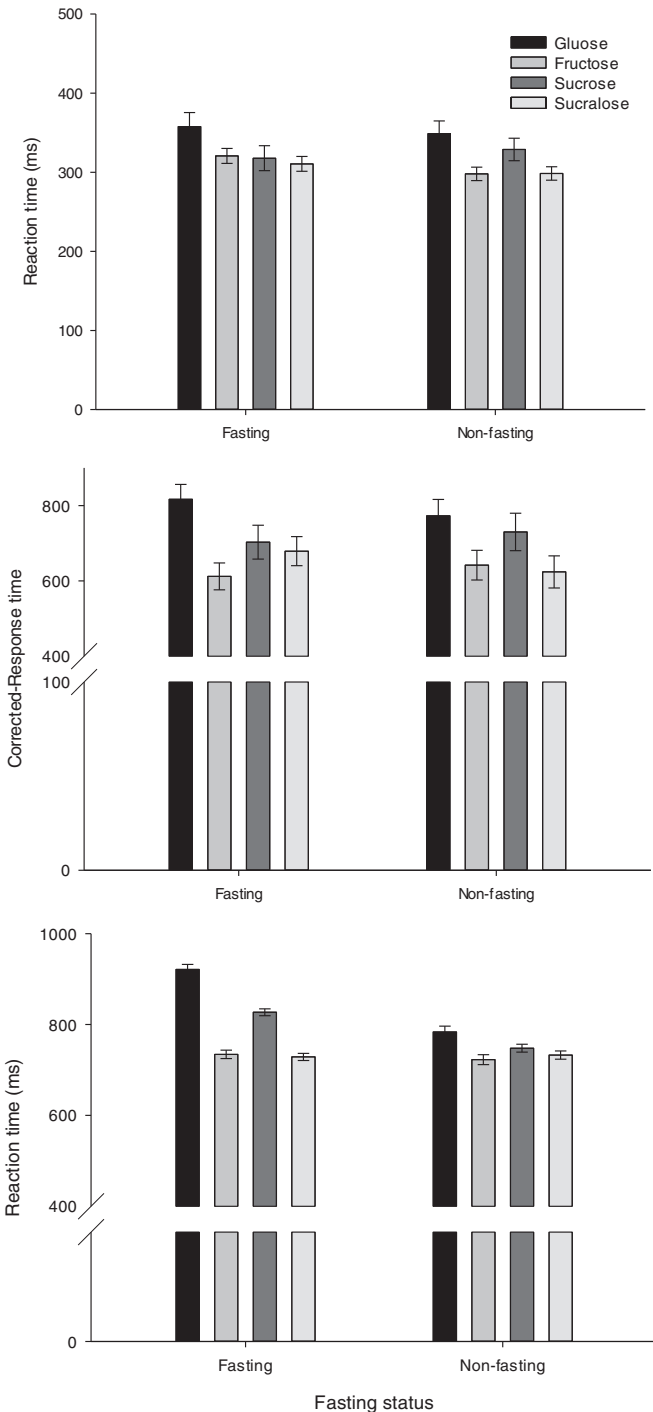 500
400
300
200
100
0
Reaction time (ms)
Gluose
Fructose
Sucrose
Sucralose
Fasting
Non-fasting
800
600
400
100
0
Corrected-Response time
Fasting
Non-fasting
1000
800
600
400
0
Reaction time (ms)
Fasting
Non-fasting
Fasting status